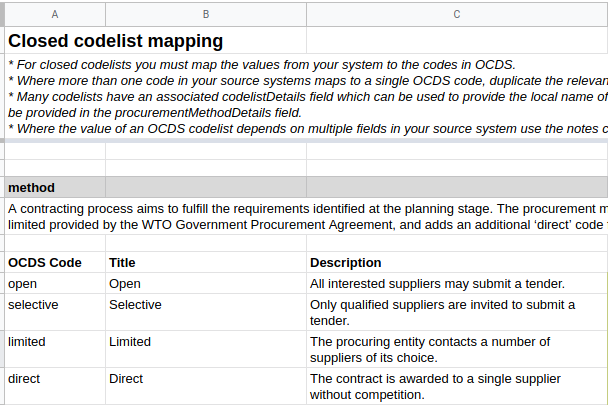 A B C
Closed codelist mapping
* For closed codelists you must map the values from your system to the codes in OCDS.
* Where more than one code in your source systems maps to a single OCDS code, duplicate the relevan
* Many codelists have an associated codelistDetails field which can be used to provide the local name of
be provided in the procurementMethodDetails field.
* Where the value of an OCDS codelist depends on multiple fields in your source system use the notes c
method
A contracting process aims to fulfill the requirements identified at the planning stage. The procurement m
limited provided by the WTO Government Procurement Agreement, and adds an additional ‘direct’ code
OCDS Code Title Description
open Open All interested suppliers may submit a tender.
selective Selective Only qualified suppliers are invited to submit a
tender.
limited Limited The procuring entity contacts a number of
suppliers of its choice.
direct Direct The contract is awarded to a single supplier
without competition.